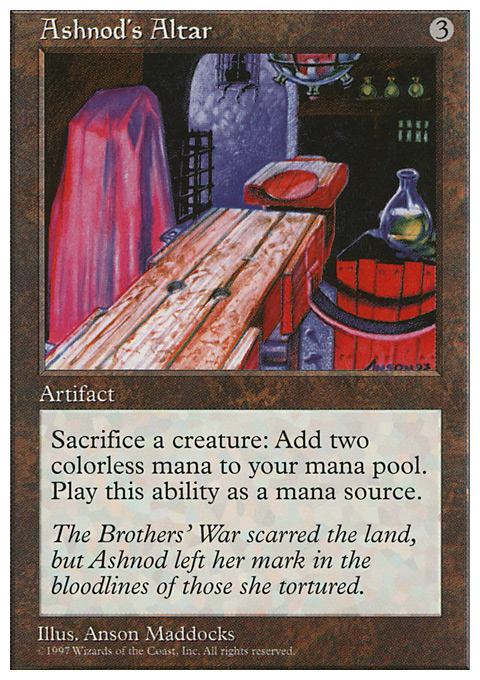 Ashnod's Altar
3
Artifact
Sacrifice a creature: Add two
colorless mana to your mana pool.
Play this ability as a mana source.
The Brothers' War scarred the land,
but Ashnod left her mark in the
bloodlines of those she tortured.
Illus. Anson Maddocks
©1997 Wizards of the Coast, Inc. All rights reserved.